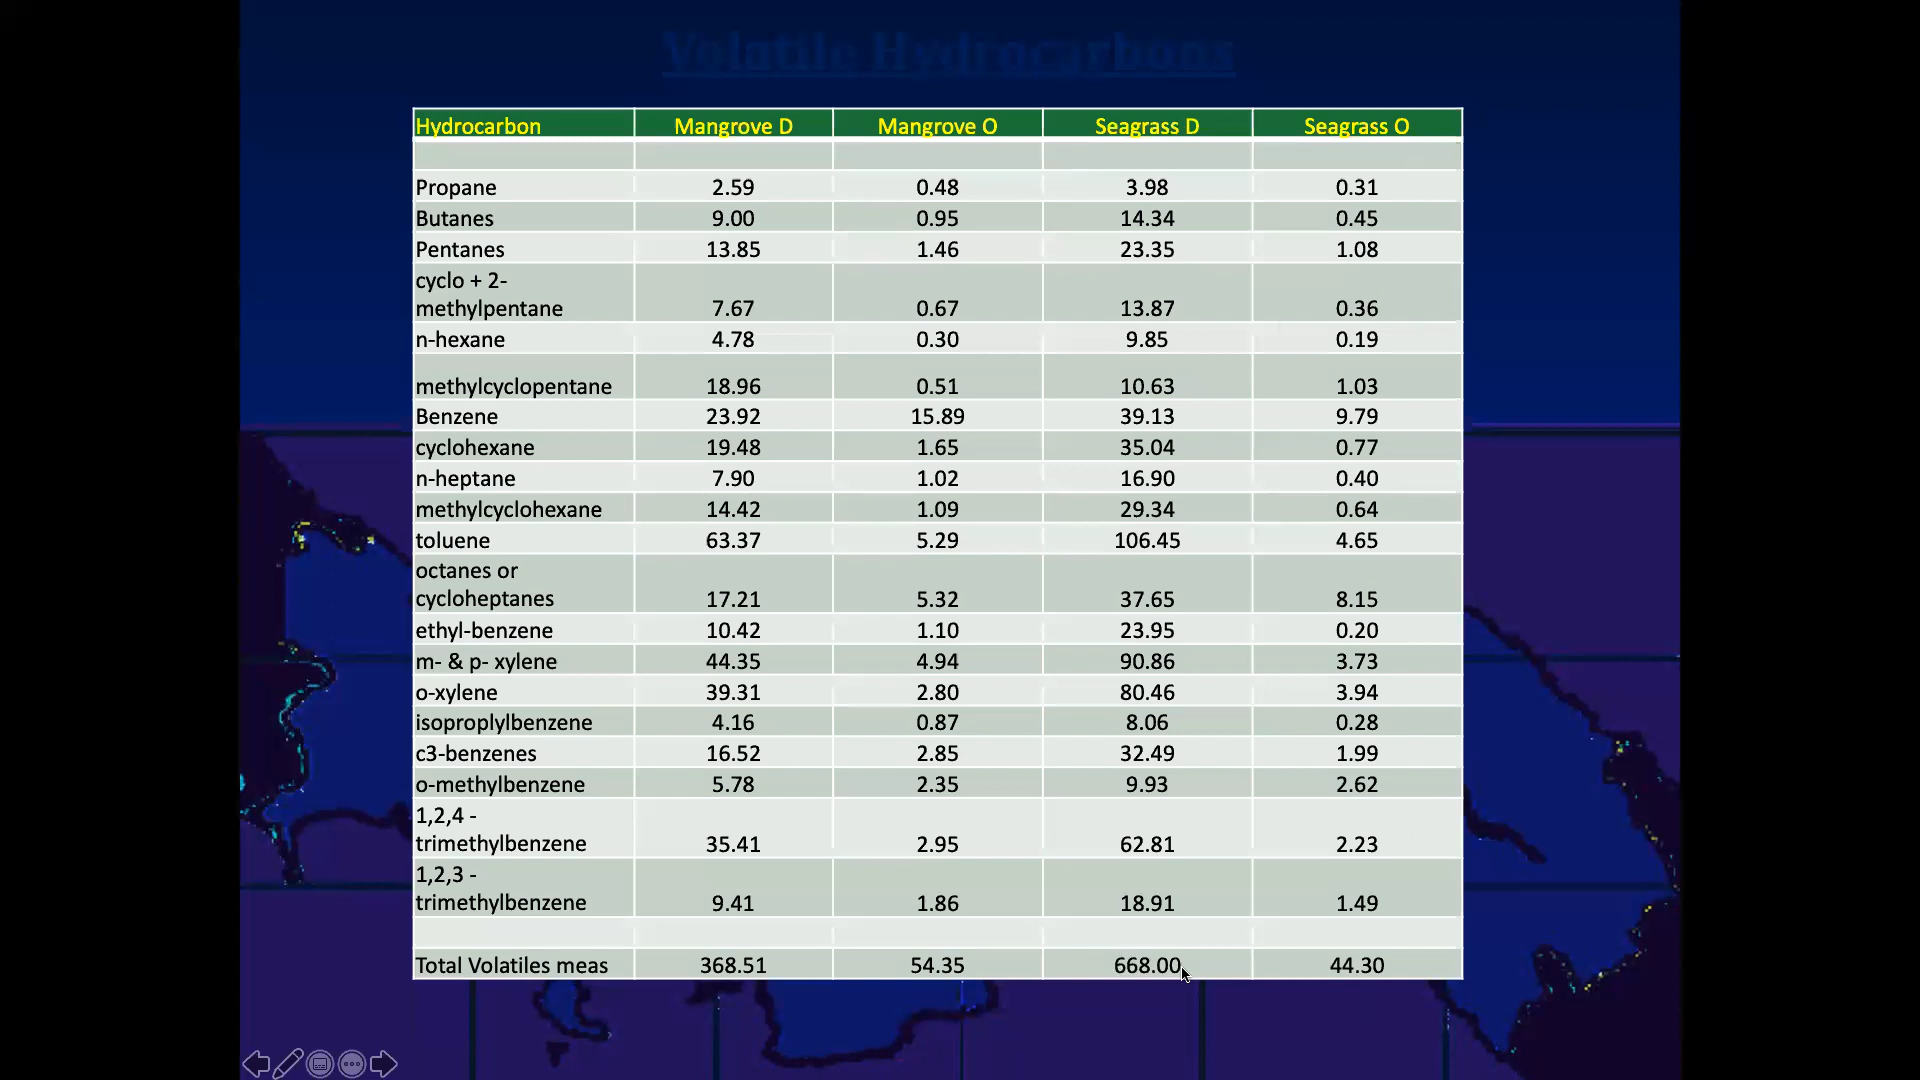 Volatile Hydrocarbons
Hydrocarbon Mangrove D Mangrove O Seagrass D Seagrass O
Propane 2.59 0.48 3.98 0.31
Butanes 9.00 0.95 14.34 0.45
Pentanes 13.85 1.46 23.35 1.08
cyclo + 2-
methylpentane 7.67 0.67 13.87 0.36
n-hexane 4.78 0.30 9.85 0.19
methylcyclopentane 18.96 0.51 10.63 1.03
Benzene 23.92 15.89 39.13 9.79
cyclohexane 19.48 1.65 35.04 0.77
n-heptane 7.90 1.02 16.90 0.40
methylcyclohexane 14.42 1.09 29.34 0.64
toluene 63.37 5.29 106.45 4.65
octanes or
cycloheptanes 17.21 5.32 37.65 8.15
ethyl-benzene 10.42 1.10 23.95 0.20
m- & p- xylene 44.35 4.94 90.86 3.73
o-xylene 39.31 2.80 80.46 3.94
isoproplylbenzene 4.16 0.87 8.06 0.28
c3-benzenes 16.52 2.85 32.49 1.99
o-methylbenzene 5.78 2.35 9.93 2.62
1,2,4 -
trimethylbenzene 35.41 2.95 62.81 2.23
1,2,3 -
trimethylbenzene 9.41 1.86 18.91 1.49
Total Volatiles meas 368.51 54.35 668.00 44.30